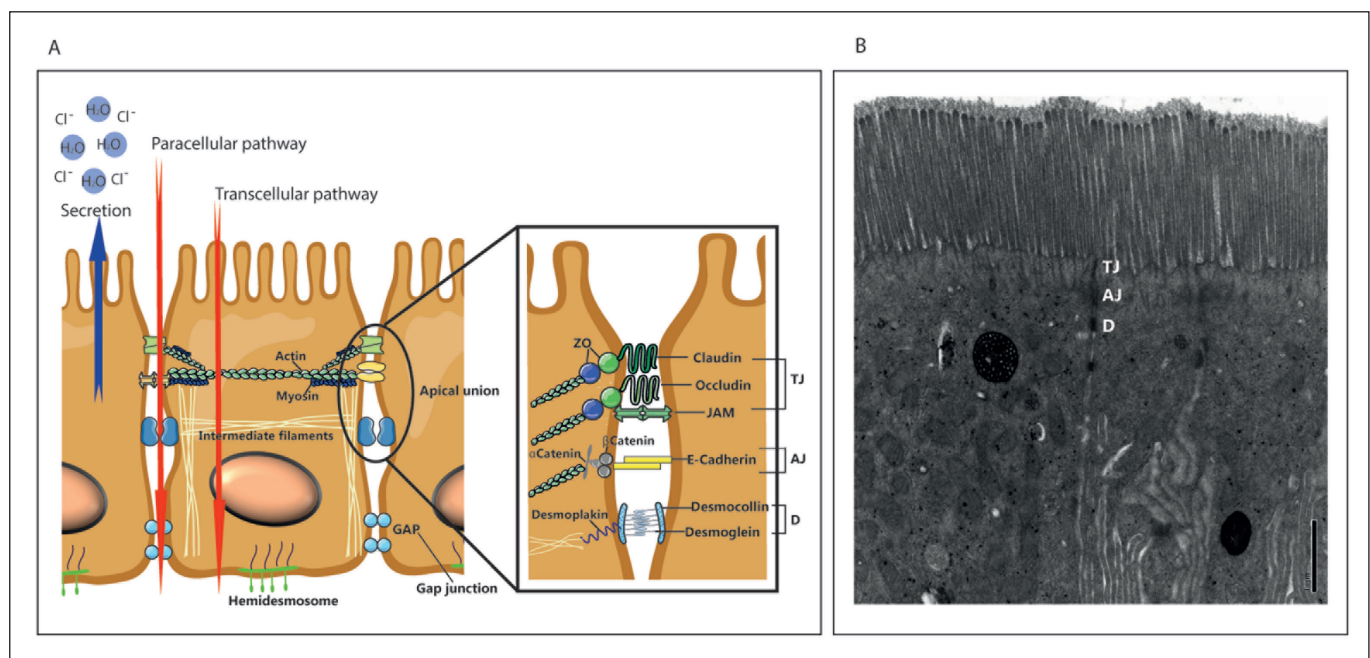 A
B
H₂O
Cl⁻
Cl⁻
H₂O
H₂O
Cl⁻
H₂O
Cl⁻
Secretion
Paracellular pathway
Transcellular pathway
Actin
Myosin
Intermediate filaments
Apical union
GAP
Gap junction
Hemidesmosome
ZO
Claudin
Occludin
JAM
TJ
βCatenin
αCatenin
E-Cadherin
AJ
Desmocollin
Desmoplakin
Desmoglein
D
TJ
AJ
D